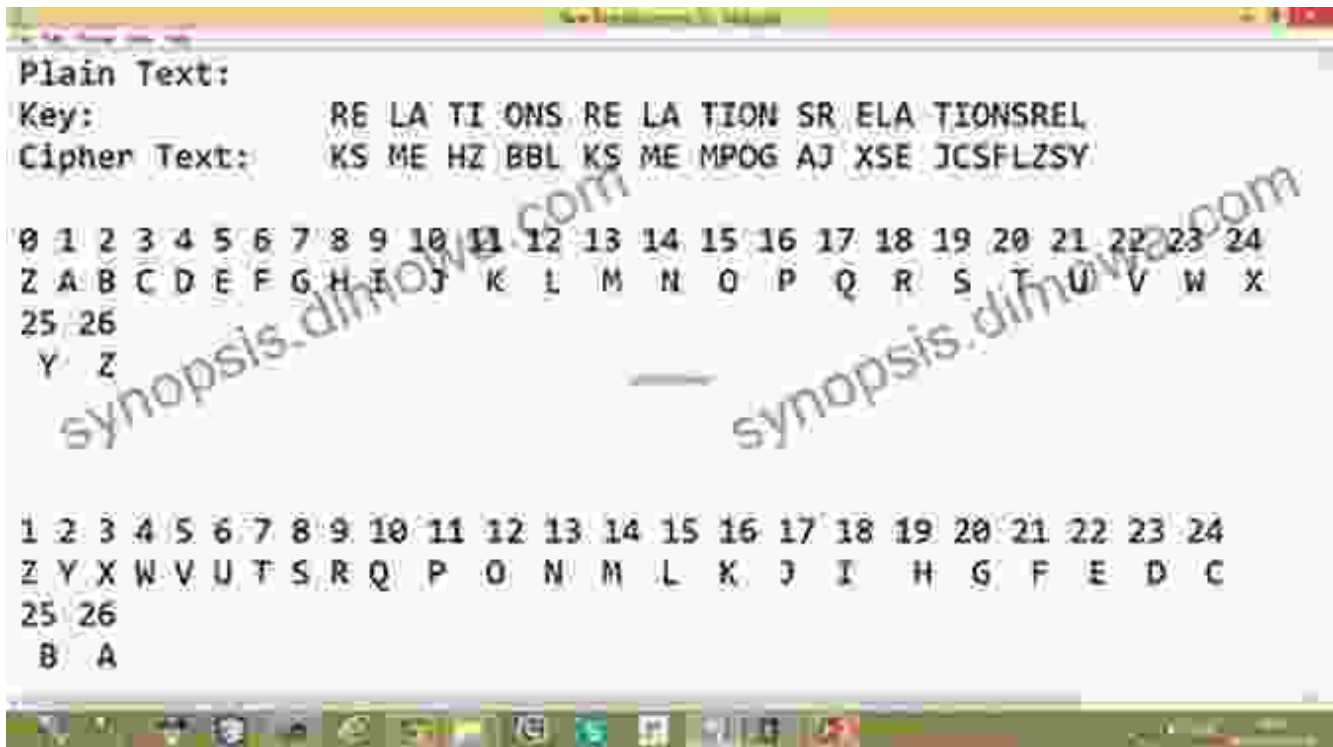 Plain Text:
Key: RE LA TI ONS RE LA TION SR ELA TIONSREL
Cipher Text: KS ME HZ BBL KS ME MPOG AJ XSE JCSFLZSY
0 1 2 3 4 5 6 7 8 9 10 11 12 13 14 15 16 17 18 19 20 21 22 23 24
Z A B C D E F G H I J K L M N O P Q R S T U V W X
25 26
Y Z
synopsis.dimowa.com synopsis.dimowa.com
1 2 3 4 5 6 7 8 9 10 11 12 13 14 15 16 17 18 19 20 21 22 23 24
Z Y X W V U T S R Q P O N M L K J I H G F E D C
25 26
B A